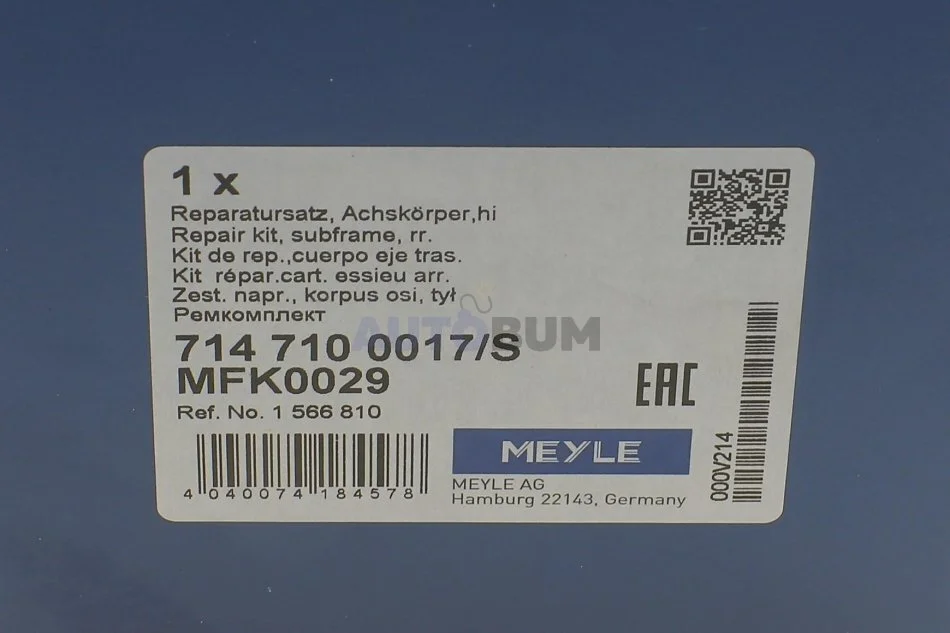 1 x
Reparatursatz, Achskörper,hi
Repair kit, subframe, rr.
Kit de rep.,cuerpo eje tras.
Kit répar.cart. essieu arr.
Zest. napr., korpus osi, tył
Ремкомплект
AUTOBUM
714 710 0017/S
MFK0029
Ref. No. 1 566 810
EAC
4 040074 184578
MEYLE
MEYLE AG
Hamburg 22143, Germany
000V214